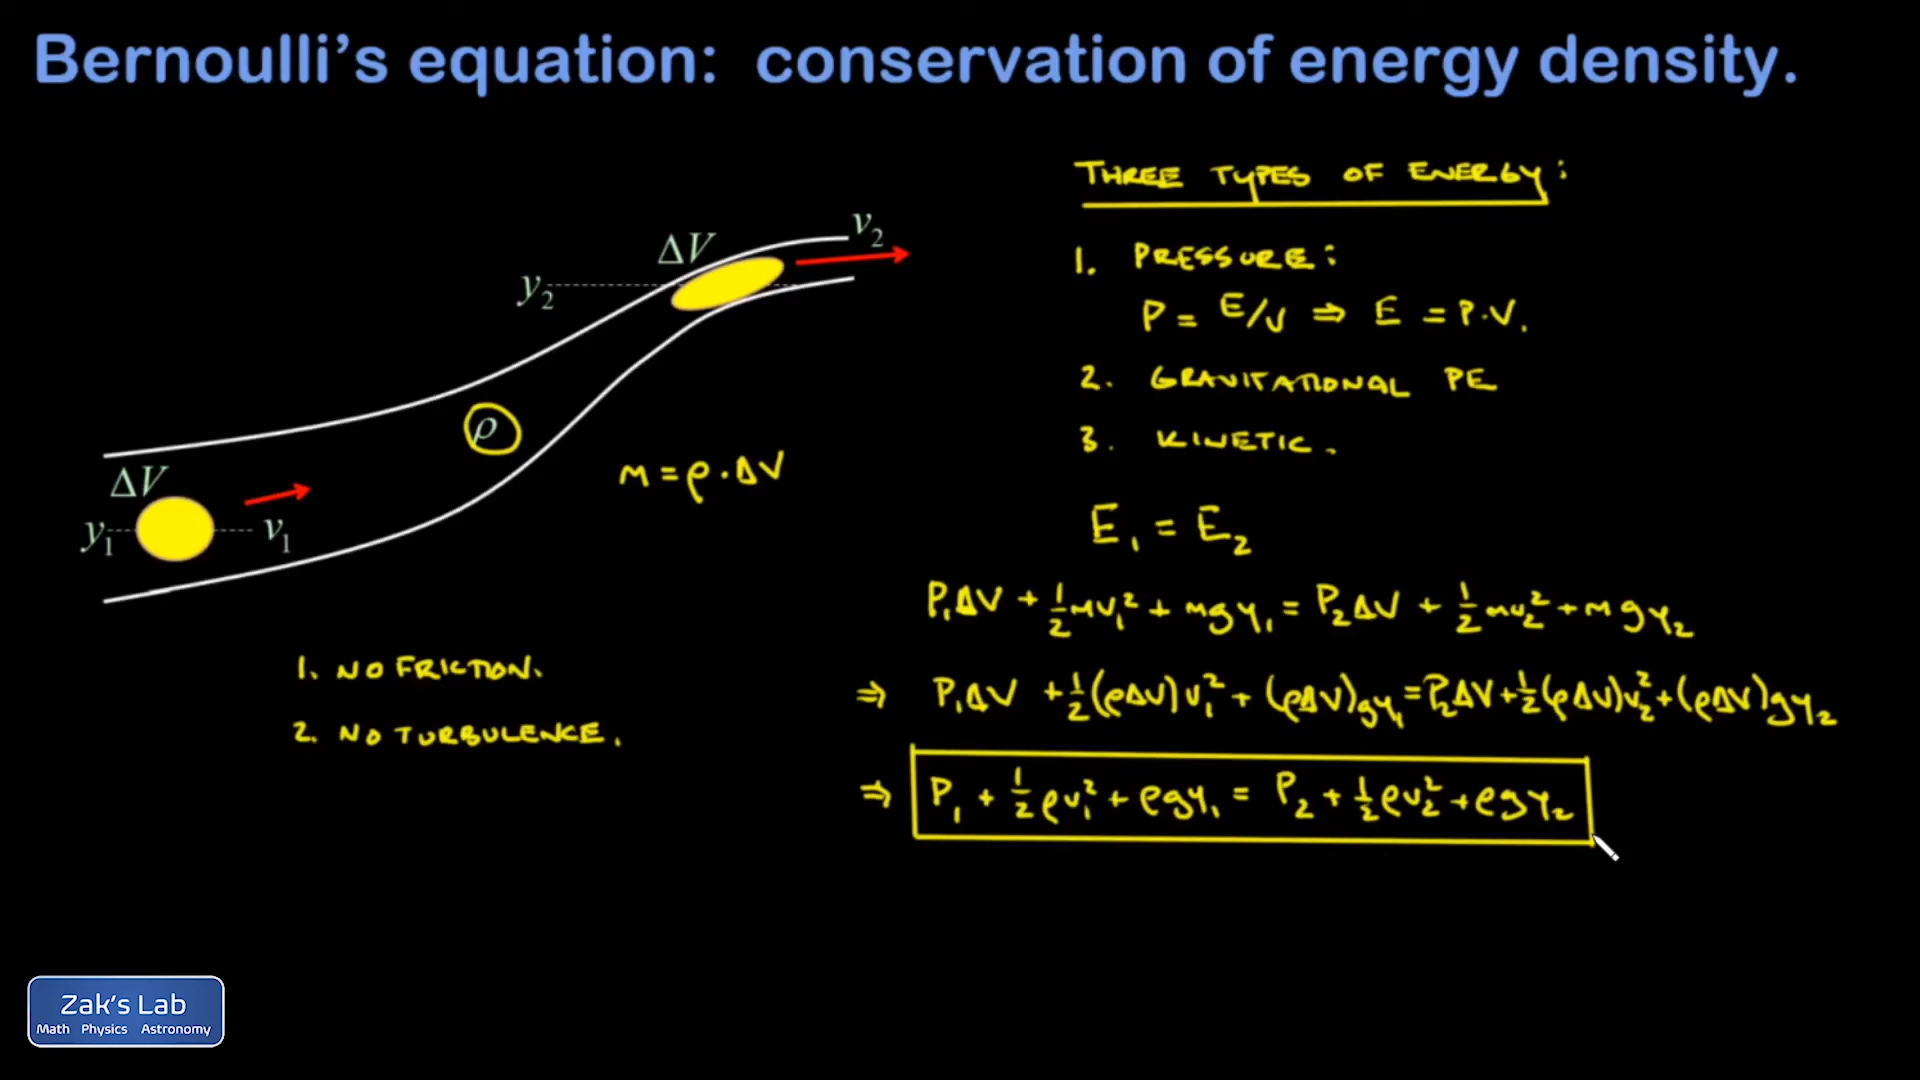 Bernoulli's equation: conservation of energy density.
THREE TYPES OF ENERGY:
1. PRESSURE:
P = E/V ⇒ E = P·V.
2. GRAVITATIONAL PE
3. KINETIC.
ΔV
v₂
y₂
ρ
M = ρ·ΔV
ΔV
y₁
v₁
E₁ = E₂
P₁ΔV + ½mv₁² + mgy₁ = P₂ΔV + ½mv₂² + mgy₂
⇒ P₁ΔV + ½(ρΔV)v₁² + (ρΔV)gy₁ = P₂ΔV + ½(ρΔV)v₂² + (ρΔV)gy₂
⇒ P₁ + ½ρv₁² + ρgy₁ = P₂ + ½ρv₂² + ρgy₂
1. NO FRICTION.
2. NO TURBULENCE.
Zak's Lab
Math Physics Astronomy